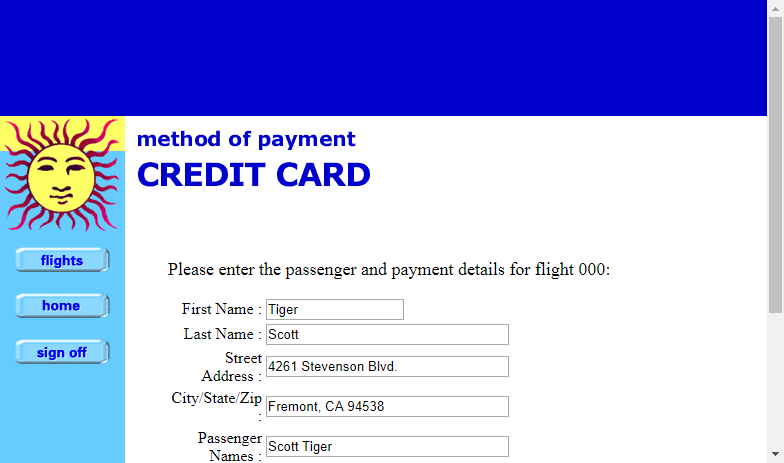 method of payment
CREDIT CARD
flights
home
sign off
Please enter the passenger and payment details for flight 000:
First Name : Tiger
Last Name : Scott
Street
Address : 4261 Stevenson Blvd.
City/State/Zip
: Fremont, CA 94538
Passenger
Names : Scott Tiger